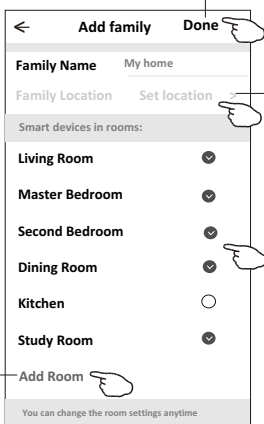 Add family Done
Family Name My home
Family Location Set location >
Smart devices in rooms:
Living Room
Master Bedroom
Second Bedroom
Dining Room
Kitchen
Study Room
Add Room
You can change the room settings anytime